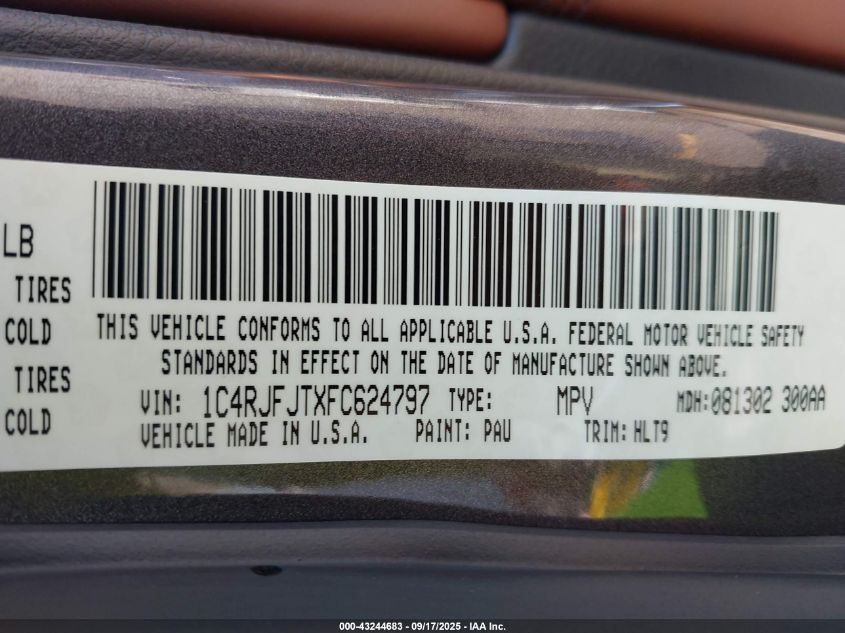 LB
TIRES
COLD
TIRES
COLD
THIS VEHICLE CONFORMS TO ALL APPLICABLE U.S.A. FEDERAL MOTOR VEHICLE SAFETY
STANDARDS IN EFFECT ON THE DATE OF MANUFACTURE SHOWN ABOVE.
VIN: 1C4RJFJTXFC624797 TYPE: MPV MDH:081302 300AA
VEHICLE MADE IN U.S.A. PAINT: PAU TRIM: HLT9
000-43244683 - 09/17/2025 - IAA Inc.